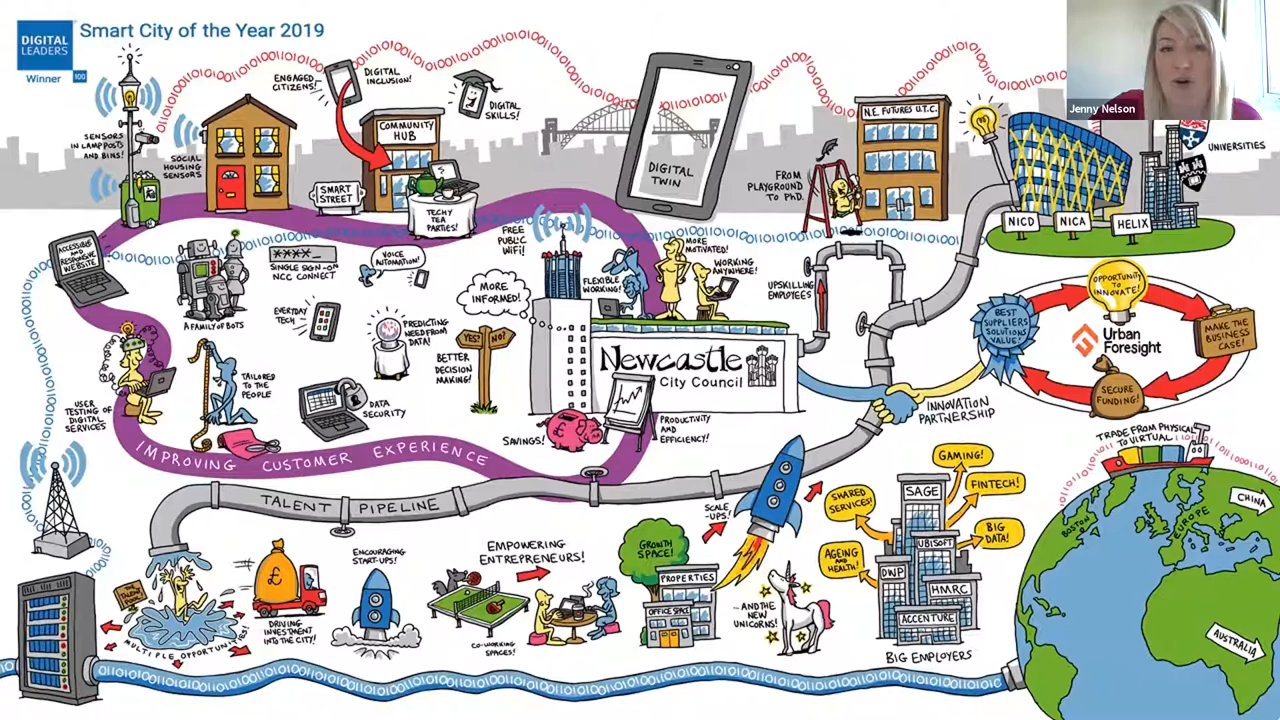 DIGITAL
LEADERS
Winner
100
Smart City of the Year 2019
Jenny Nelson
SENSORS
IN LAMPPOSTS
AND BINS!
SOCIAL
HOUSING
SENSORS
ENGAGED
CITIZENS!
DIGITAL
INCLUSION!
DIGITAL
SKILLS!
COMMUNITY
HUB
SMART
STREET
TECHY
TEA
PARTIES!
DIGITAL
TWIN
FROM
PLAYGROUND
TO PhD.
N.E. FUTURES U.T.C.
UNIVERSITIES
NICD
NICA
HELIX
ACCESSIBLE
AND
RESPONSIVE
WEBSITE
A FAMILY OF BOTS
****_
SINGLE SIGN-ON
NCC CONNECT
VOICE
AUTOMATION!
FREE
PUBLIC
WIFI!
FLEXIBLE
WORKING!
MORE
MOTIVATED!
WORKING
ANYWHERE!
UPSKILLING
EMPLOYEES
MORE
INFORMED!
EVERYDAY
TECH
PREDICTING
NEED FROM
DATA!
YES?
NO?
BETTER
DECISION
MAKING!
Newcastle
City Council
USER
TESTING OF
DIGITAL
SERVICES
TAILORED
TO THE
PEOPLE
DATA
SECURITY
SAVINGS!
PRODUCTIVITY
AND
EFFICIENCY!
IMPROVING CUSTOMER EXPERIENCE
OPPORTUNITY
TO
INNOVATE!
BEST
SUPPLIERS
SOLUTIONS
VALUE!
Urban
Foresight
MAKE THE
BUSINESS
CASE!
SECURE
FUNDING!
INNOVATION
PARTNERSHIP
TALENT PIPELINE
TRADE FROM PHYSICAL
TO VIRTUAL
BOSTON
EUROPE
CHINA
AUSTRALIA
MULTIPLE OPPORTUNITIES!
£
DRIVING
INVESTMENT
INTO THE CITY!
ENCOURAGING
START-UPS!
EMPOWERING
ENTREPRENEURS!
CO-WORKING
SPACES!
GROWTH
SPACE!
PROPERTIES
OFFICE SPACE
SCALE
-UPS!
...AND THE
NEW
UNICORNS!
SHARED
SERVICES!
GAMING!
FINTECH!
BIG
DATA!
AGEING
AND
HEALTH!
SAGE
UBISOFT
DWP
HMRC
ACCENTURE
BIG EMPLOYERS